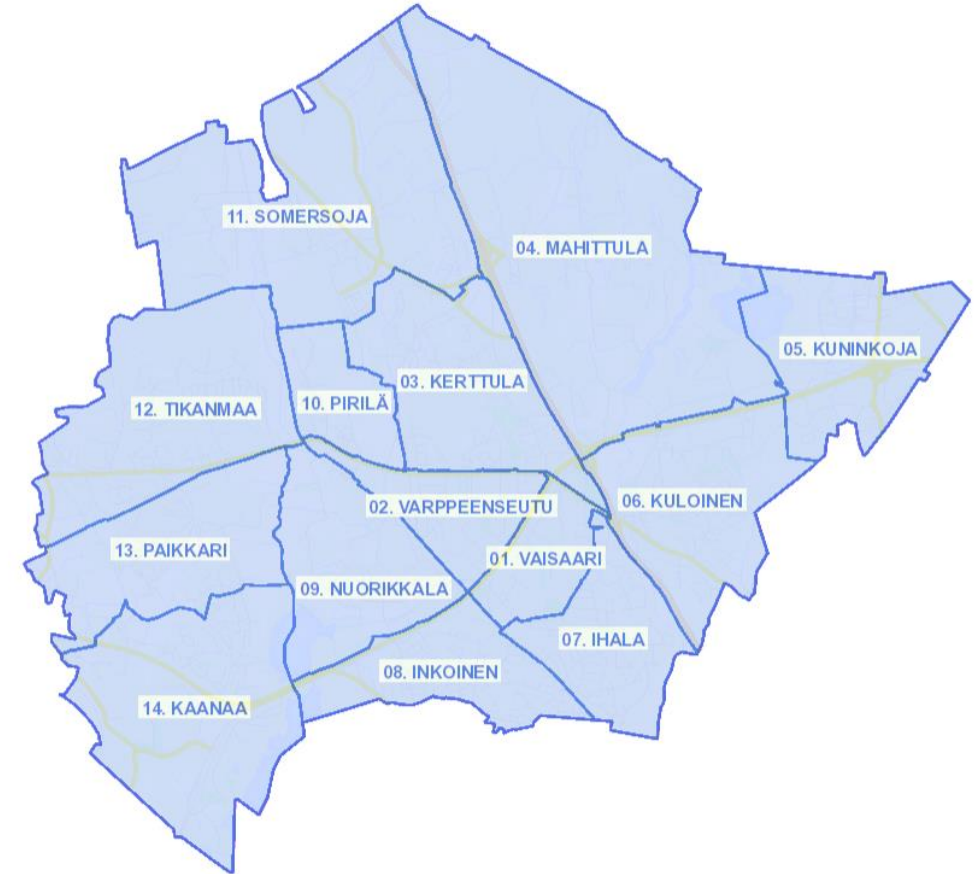 11. SOMERSOJA
04. MAHITTULA
05. KUNINKOJA
03. KERTTULA
10. PIRILÄ
12. TIKANMAA
06. KULOINEN
02. VARPPEENSEUTU
13. PAIKKARI
01. VAISAARI
09. NUORIKKALA
07. IHALA
08. INKOINEN
14. KAANAA